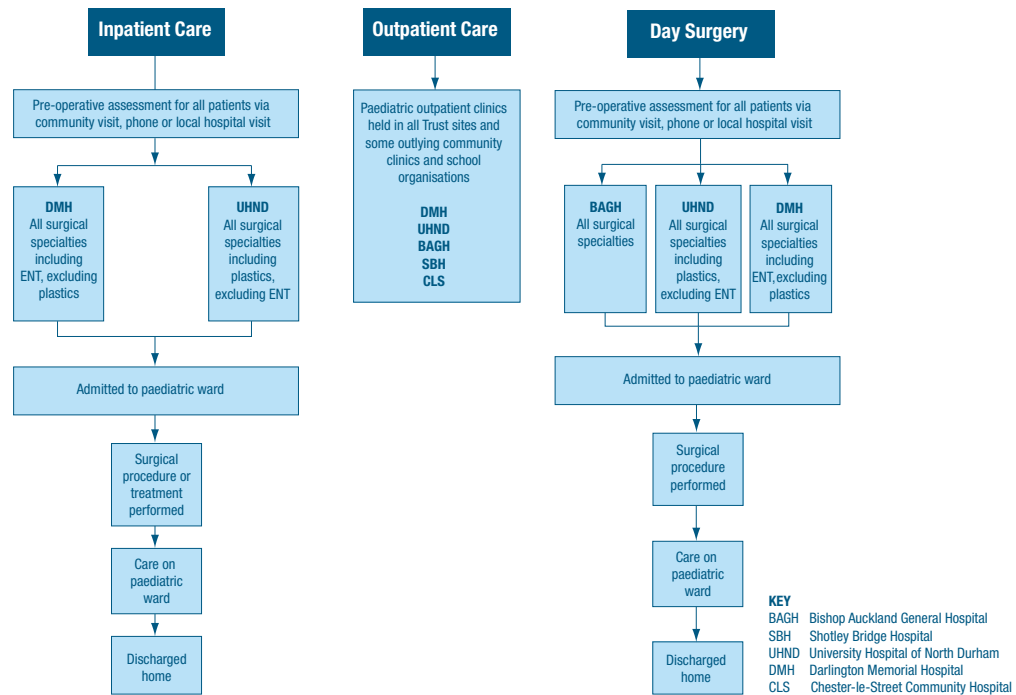 Inpatient Care
Pre-operative assessment for all patients via
community visit, phone or local hospital visit
DMH
All surgical
specialties
including
ENT, excluding
plastics
UHND
All surgical
specialties
including
plastics,
excluding ENT
Admitted to paediatric ward
Surgical
procedure or
treatment
performed
Care on
paediatric
ward
Discharged
home
Outpatient Care
Paediatric outpatient clinics
held in all Trust sites and
some outlying community
clinics and school
organisations
DMH
UHND
BAGH
SBH
CLS
Day Surgery
Pre-operative assessment for all patients via
community visit, phone or local hospital visit
BAGH
All surgical
specialties
UHND
All surgical
specialties
including
plastics,
excluding ENT
DMH
All surgical
specialties
including
ENT,excluding
plastics
Admitted to paediatric ward
Surgical
procedure
performed
Care on
paediatric
ward
Discharged
home
KEY
BAGH Bishop Auckland General Hospital
SBH Shotley Bridge Hospital
UHND University Hospital of North Durham
DMH Darlington Memorial Hospital
CLS Chester-le-Street Community Hospital